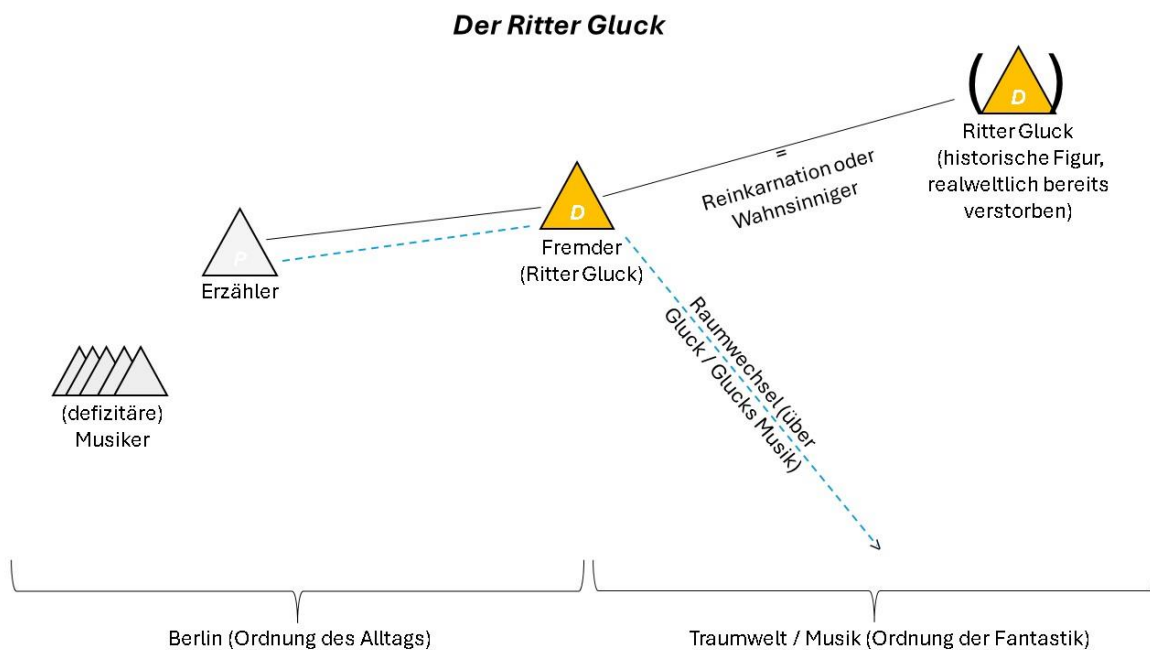 Der Ritter Gluck
D
Ritter Gluck
(historische Figur,
realweltlich bereits
verstorben)
=
Reinkarnation oder
Wahnsinniger
D
Fremder
(Ritter Gluck)
P
Erzähler
Raumwechsel (über
Gluck / Glucks Musik)
(defizitäre)
Musiker
Berlin (Ordnung des Alltags)
Traumwelt / Musik (Ordnung der Fantastik)